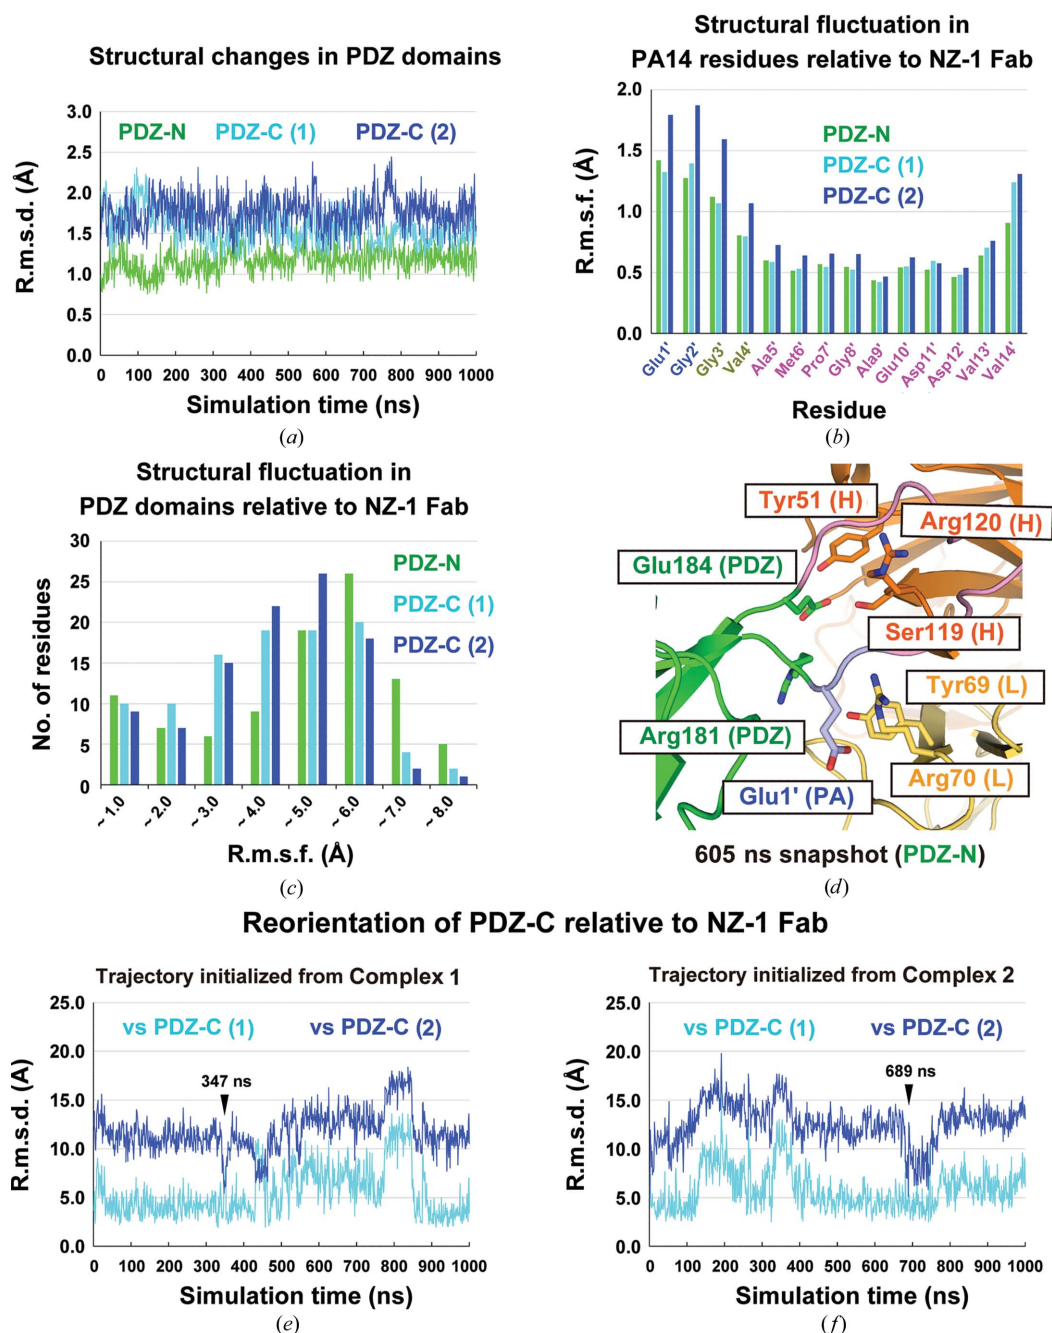 Structural changes in PDZ domains
R.m.s.d. (Å)
3.0
2.5
2.0
1.5
1.0
0.5
0.0
PDZ-N PDZ-C (1) PDZ-C (2)
0 100 200 300 400 500 600 700 800 900 1000
Simulation time (ns)
(a)
Structural fluctuation in
PA14 residues relative to NZ-1 Fab
R.m.s.f. (Å)
2.0
1.5
1.0
0.5
0.0
PDZ-N
PDZ-C (1)
PDZ-C (2)
Glu1' Gly2' Gly3' Val4' Ala5' Met6' Pro7' Gly8' Ala9' Glu10' Asp11' Asp12' Val13' Val14'
Residue
(b)
Structural fluctuation in
PDZ domains relative to NZ-1 Fab
No. of residues
30
25
20
15
10
5
0
PDZ-N
PDZ-C (1)
PDZ-C (2)
~ 1.0 ~ 2.0 ~ 3.0 ~ 4.0 ~ 5.0 ~ 6.0 ~ 7.0 ~ 8.0
R.m.s.f. (Å)
(c)
Tyr51 (H)
Arg120 (H)
Glu184 (PDZ)
Ser119 (H)
Tyr69 (L)
Arg181 (PDZ)
Arg70 (L)
Glu1' (PA)
605 ns snapshot (PDZ-N)
(d)
Reorientation of PDZ-C relative to NZ-1 Fab
Trajectory initialized from Complex 1
R.m.s.d. (Å)
25.0
20.0
15.0
10.0
5.0
0.0
vs PDZ-C (1) vs PDZ-C (2)
347 ns
0 100 200 300 400 500 600 700 800 900 1000
Simulation time (ns)
(e)
Trajectory initialized from Complex 2
R.m.s.d. (Å)
25.0
20.0
15.0
10.0
5.0
0.0
vs PDZ-C (1) vs PDZ-C (2)
689 ns
0 100 200 300 400 500 600 700 800 900 1000
Simulation time (ns)
(f)